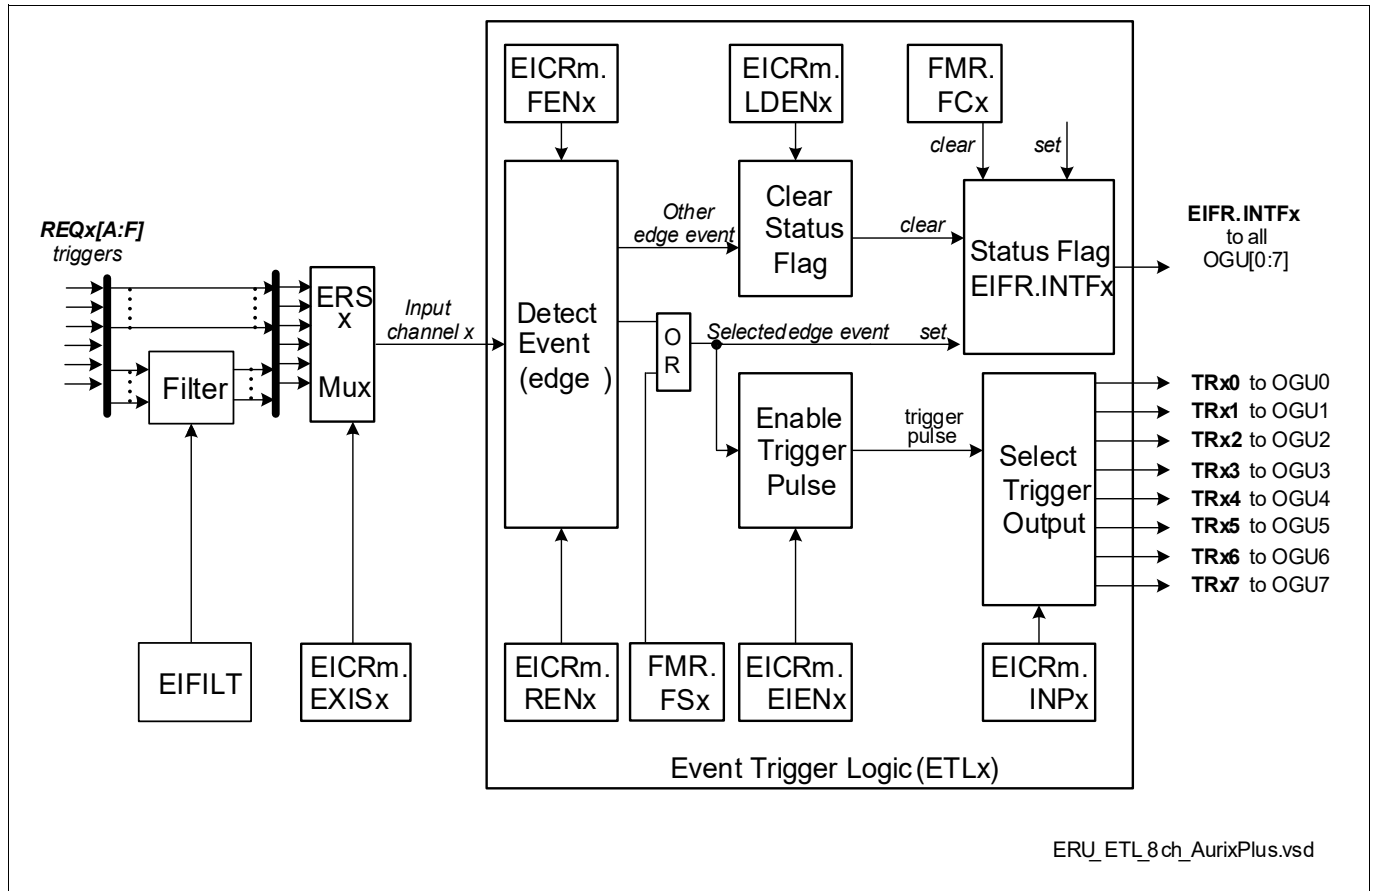 EICRm.
FENx
EICRm.
LDENx
FMR.
FCx
clear
set
REQx[A:F]
triggers
ERS
x
Mux
Filter
Input
channel x
Detect
Event
(edge )
Other
edge event
Clear
Status
Flag
clear
Status Flag
EIFR.INTFx
EIFR.INTFx
to all
OGU[0:7]
O
R
Selected edge event
set
Enable
Trigger
Pulse
trigger
pulse
Select
Trigger
Output
TRx0 to OGU0
TRx1 to OGU1
TRx2 to OGU2
TRx3 to OGU3
TRx4 to OGU4
TRx5 to OGU5
TRx6 to OGU6
TRx7 to OGU7
EIFILT
EICRm.
EXISx
EICRm.
RENx
FMR.
FSx
EICRm.
EIENx
EICRm.
INPx
Event Trigger Logic (ETLx)
ERU_ETL_8ch_AurixPlus.vsd